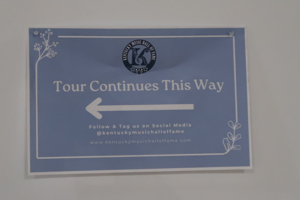 K
Tour Continues This Way
Follow & Tag us on Social Media
@kentuckymusichalloffame
www.kentuckymusichalloffame.com